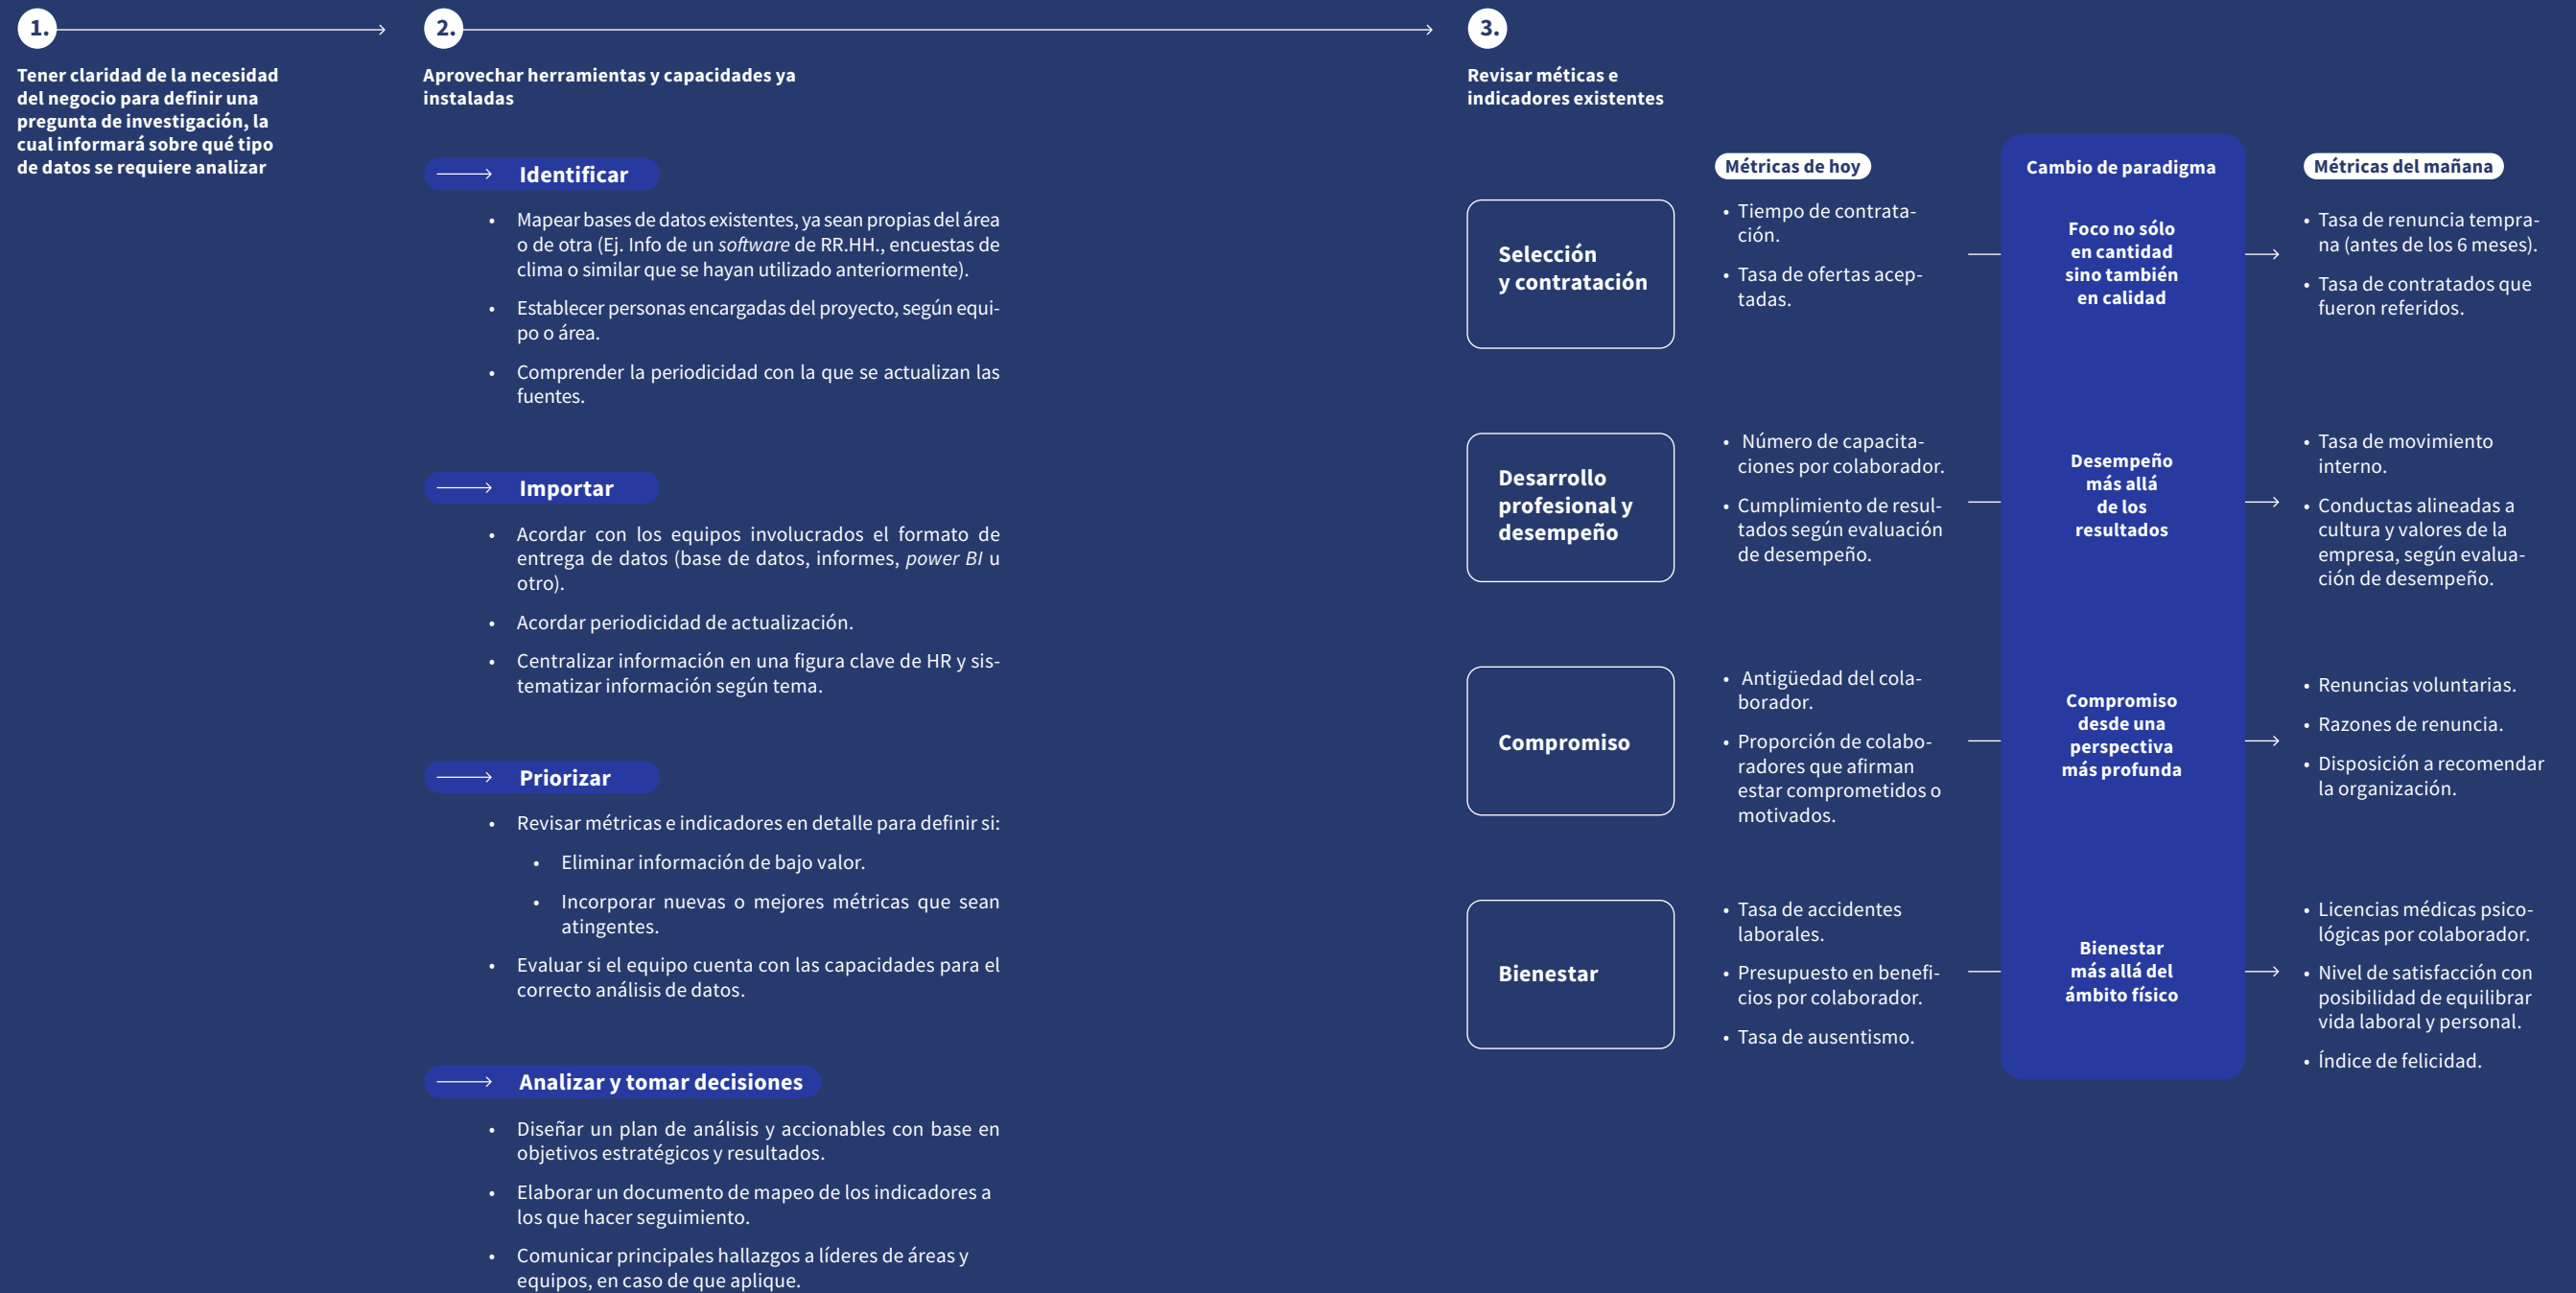 1.
Tener claridad de la necesidad
del negocio para definir una
pregunta de investigación, la
cual informará sobre qué tipo
de datos se requiere analizar
2.
Aprovechar herramientas y capacidades ya
instaladas
Identificar
• Mapear bases de datos existentes, ya sean propias del área
o de otra (Ej. Info de un software de RR.HH., encuestas de
clima o similar que se hayan utilizado anteriormente).
• Establecer personas encargadas del proyecto, según equi-
po o área.
• Comprender la periodicidad con la que se actualizan las
fuentes.
Importar
• Acordar con los equipos involucrados el formato de
entrega de datos (base de datos, informes, power BI u
otro).
• Acordar periodicidad de actualización.
• Centralizar información en una figura clave de HR y sis-
tematizar información según tema.
Priorizar
• Revisar métricas e indicadores en detalle para definir si:
• Eliminar información de bajo valor.
• Incorporar nuevas o mejores métricas que sean
atingentes.
• Evaluar si el equipo cuenta con las capacidades para el
correcto análisis de datos.
Analizar y tomar decisiones
• Diseñar un plan de análisis y accionables con base en
objetivos estratégicos y resultados.
• Elaborar un documento de mapeo de los indicadores a
los que hacer seguimiento.
• Comunicar principales hallazgos a líderes de áreas y
equipos, en caso de que aplique.
3.
Revisar méticas e
indicadores existentes
Métricas de hoy
Cambio de paradigma
Métricas del mañana
Selección
y contratación
• Tiempo de contrata-
ción.
• Tasa de ofertas acep-
tadas.
Foco no sólo
en cantidad
sino también
en calidad
• Tasa de renuncia tempra-
na (antes de los 6 meses).
• Tasa de contratados que
fueron referidos.
Desarrollo
profesional y
desempeño
• Número de capacita-
ciones por colaborador.
• Cumplimiento de resul-
tados según evaluación
de desempeño.
Desempeño
más allá
de los
resultados
• Tasa de movimiento
interno.
• Conductas alineadas a
cultura y valores de la
empresa, según evalua-
ción de desempeño.
Compromiso
• Antigüedad del cola-
borador.
• Proporción de colabo-
radores que afirman
estar comprometidos o
motivados.
Compromiso
desde una
perspectiva
más profunda
• Renuncias voluntarias.
• Razones de renuncia.
• Disposición a recomendar
la organización.
Bienestar
• Tasa de accidentes
laborales.
• Presupuesto en benefi-
cios por colaborador.
• Tasa de ausentismo.
Bienestar
más allá del
ámbito físico
• Licencias médicas psico-
lógicas por colaborador.
• Nivel de satisfacción con
posibilidad de equilibrar
vida laboral y personal.
• Índice de felicidad.